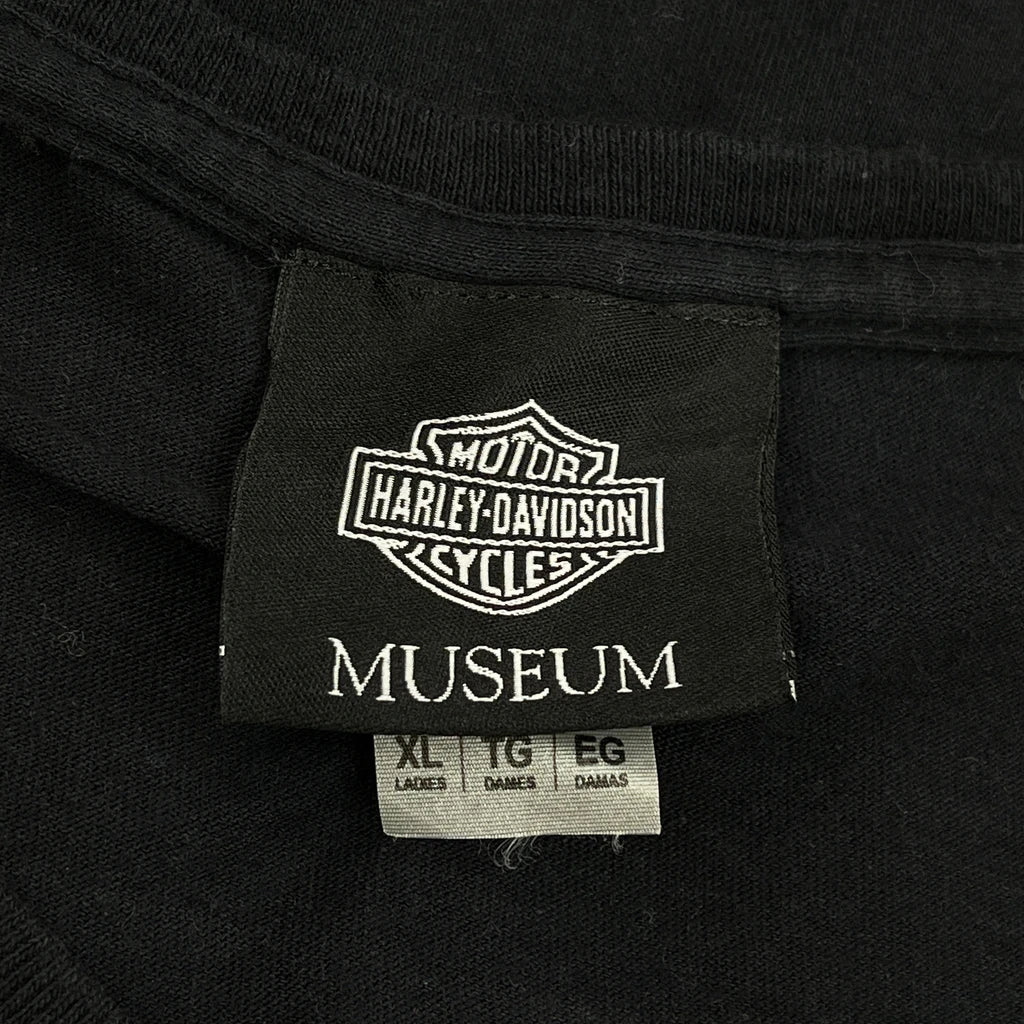 MOTOR
HARLEY-DAVIDSON
CYCLES
MUSEUM
XL TG EG
LADIES DAMES DAMAS